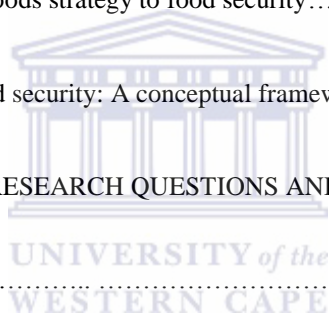 ods strategy to food security…
d security: A conceptual framew
RESEARCH QUESTIONS AND
UNIVERSITY of the
………….. ……………………
WESTERN CAPE